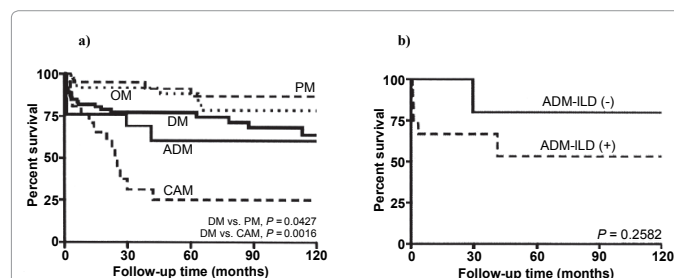 a)
Percent survival
100
75
50
25
0
PM
OM
DM
ADM
CAM
DM vs. PM, P = 0.0427
DM vs. CAM, P = 0.0016
0 30 60 90 120
Follow-up time (months)
b)
Percent survival
100
75
50
25
0
ADM-ILD (-)
ADM-ILD (+)
P = 0.2582
0 30 60 90 120
Follow-up time (months)